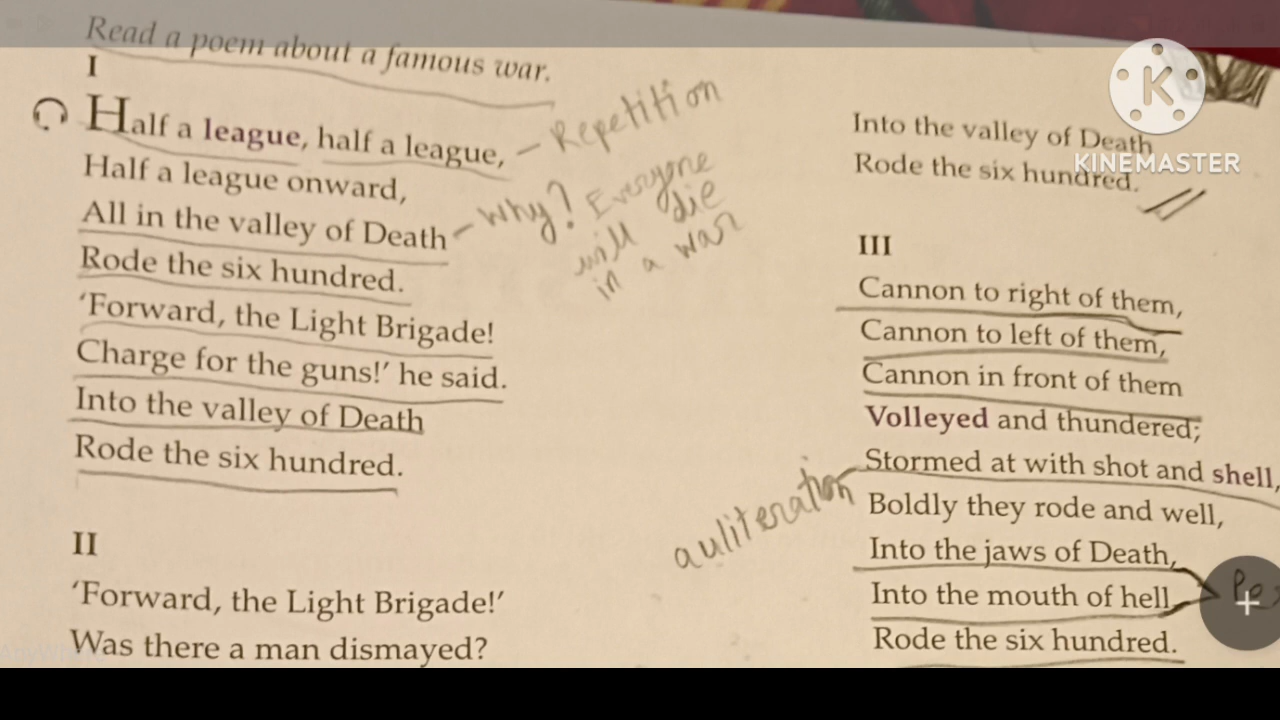 Read a poem about a famous war.
I
Half a league, half a league,
Half a league onward,
All in the valley of Death
Rode the six hundred.
'Forward, the Light Brigade!
Charge for the guns!' he said.
Into the valley of Death
Rode the six hundred.
II
'Forward, the Light Brigade!'
Was there a man dismayed?
– Repetition
– Why? Everyone
will die
in a war
auliteration
Into the valley of Death
Rode the six hundred.
III
Cannon to right of them,
Cannon to left of them,
Cannon in front of them
Volleyed and thundered;
Stormed at with shot and shell,
Boldly they rode and well,
Into the jaws of Death,
Into the mouth of hell
Rode the six hundred.
K
KINEMASTER